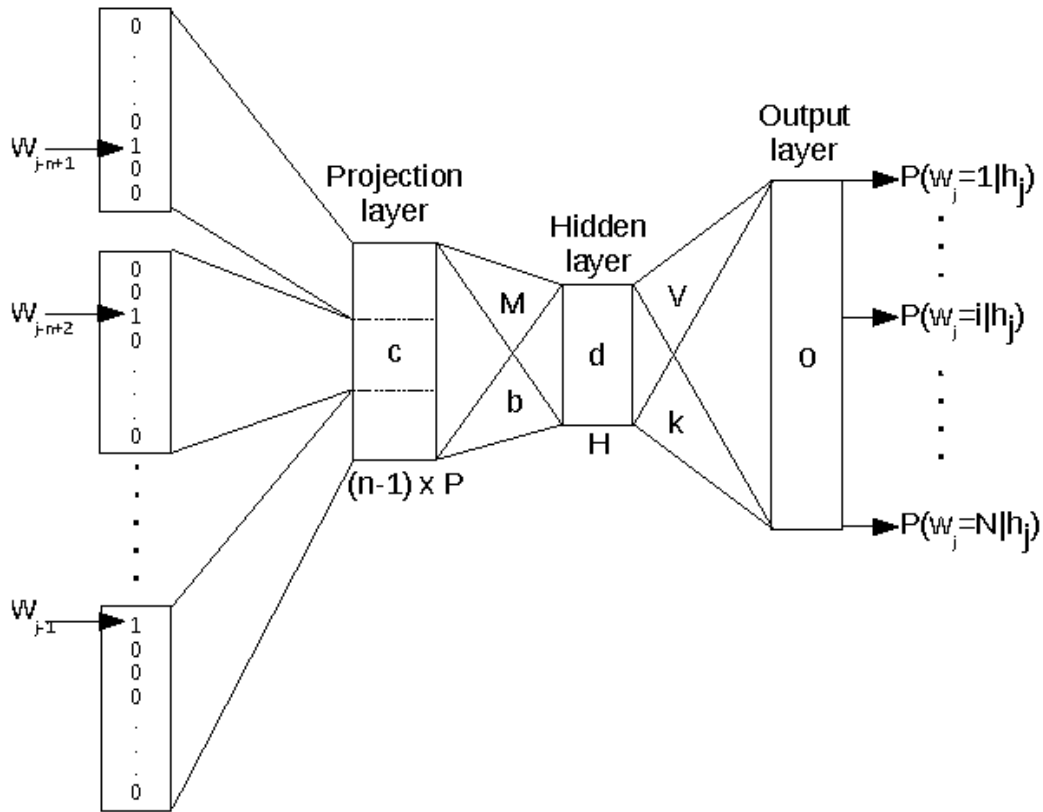 0
.
.
.
0
1
0
0
W_{j-n+1}
0
0
1
0
.
.
.
0
W_{j-n+2}
1
0
0
0
.
.
.
0
W_{j-1}
Projection
layer
c
(n-1) x P
M
b
Hidden
layer
d
H
V
k
Output
layer
o
P(w_j=1|h_j)
P(w_j=i|h_j)
P(w_j=N|h_j)